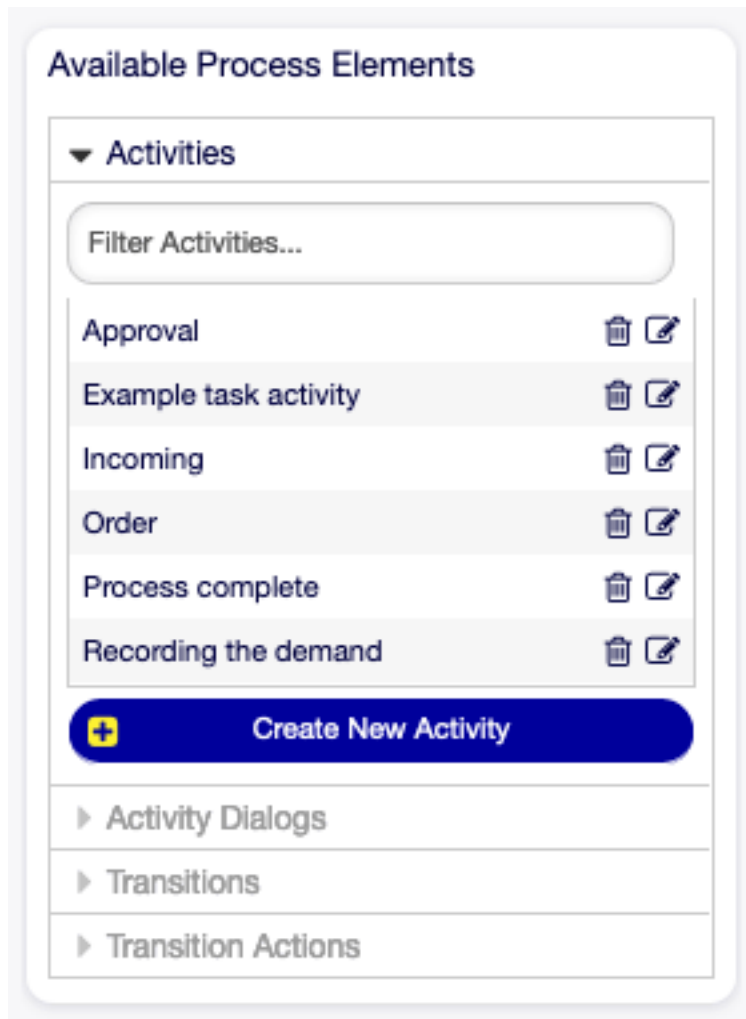 Available Process Elements
Activities
Filter Activities...
Approval
Example task activity
Incoming
Order
Process complete
Recording the demand
Create New Activity
Activity Dialogs
Transitions
Transition Actions